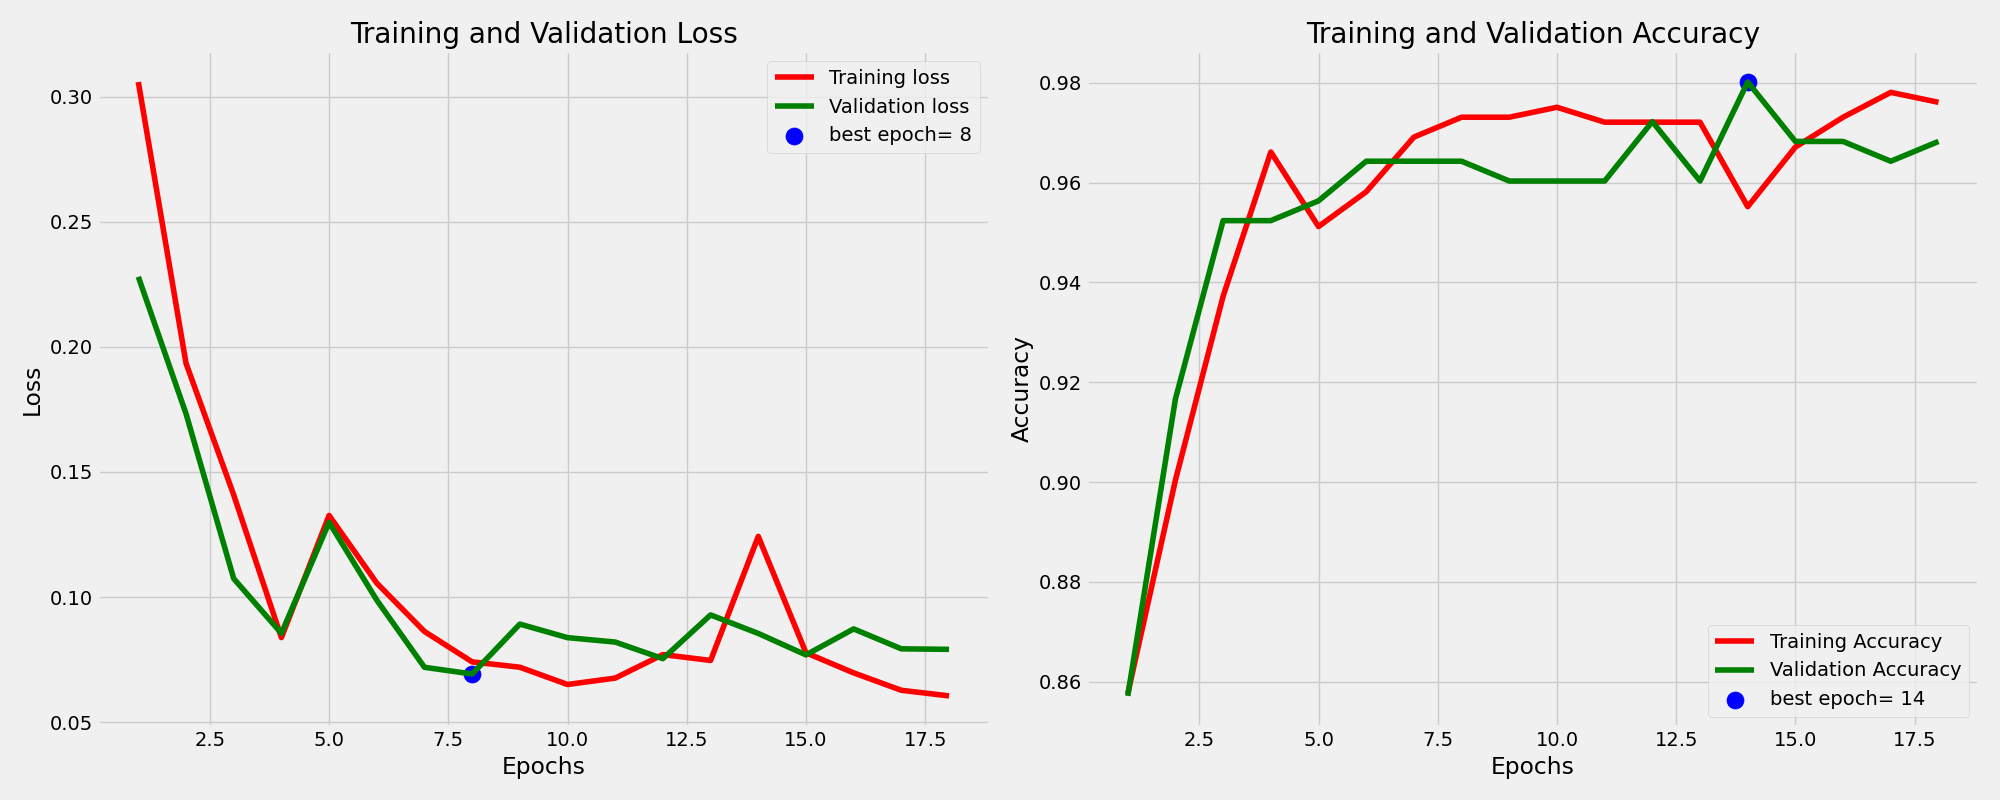 Training and Validation Loss
Training loss
Validation loss
best epoch= 8
0.30
0.25
0.20
0.15
0.10
0.05
Loss
2.5 5.0 7.5 10.0 12.5 15.0 17.5
Epochs
Training and Validation Accuracy
0.98
0.96
0.94
0.92
0.90
0.88
0.86
Accuracy
Training Accuracy
Validation Accuracy
best epoch= 14
2.5 5.0 7.5 10.0 12.5 15.0 17.5
Epochs